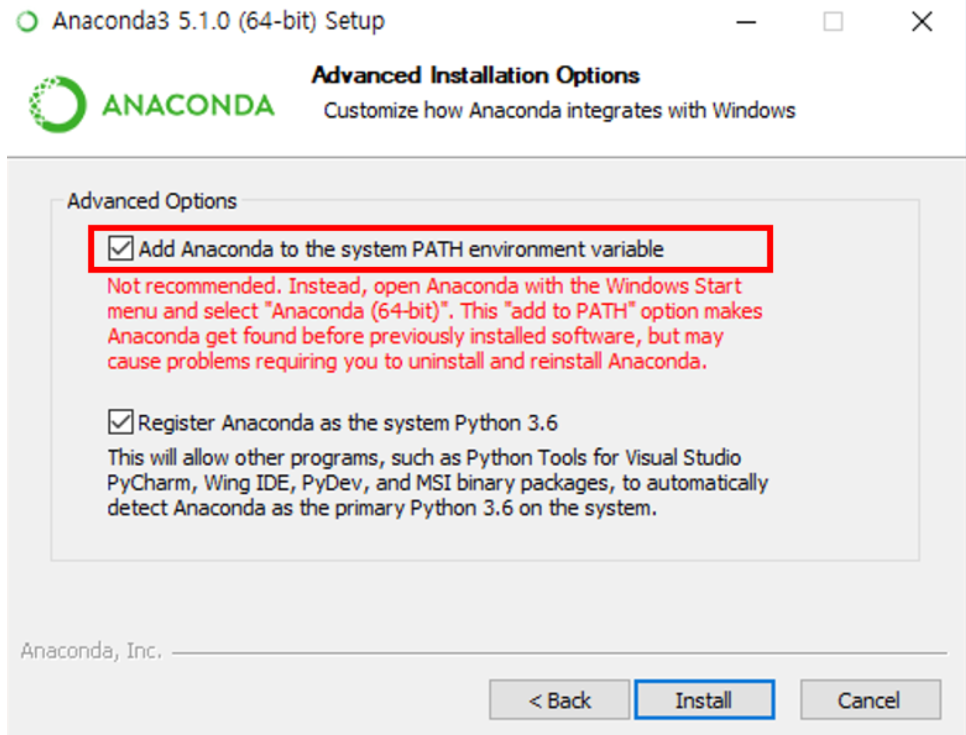 Anaconda3 5.1.0 (64-bit) Setup
ANACONDA
Advanced Installation Options
Customize how Anaconda integrates with Windows
Advanced Options
Add Anaconda to the system PATH environment variable
Not recommended. Instead, open Anaconda with the Windows Start
menu and select "Anaconda (64-bit)". This "add to PATH" option makes
Anaconda get found before previously installed software, but may
cause problems requiring you to uninstall and reinstall Anaconda.
Register Anaconda as the system Python 3.6
This will allow other programs, such as Python Tools for Visual Studio
PyCharm, Wing IDE, PyDev, and MSI binary packages, to automatically
detect Anaconda as the primary Python 3.6 on the system.
Anaconda, Inc.
< Back Install Cancel